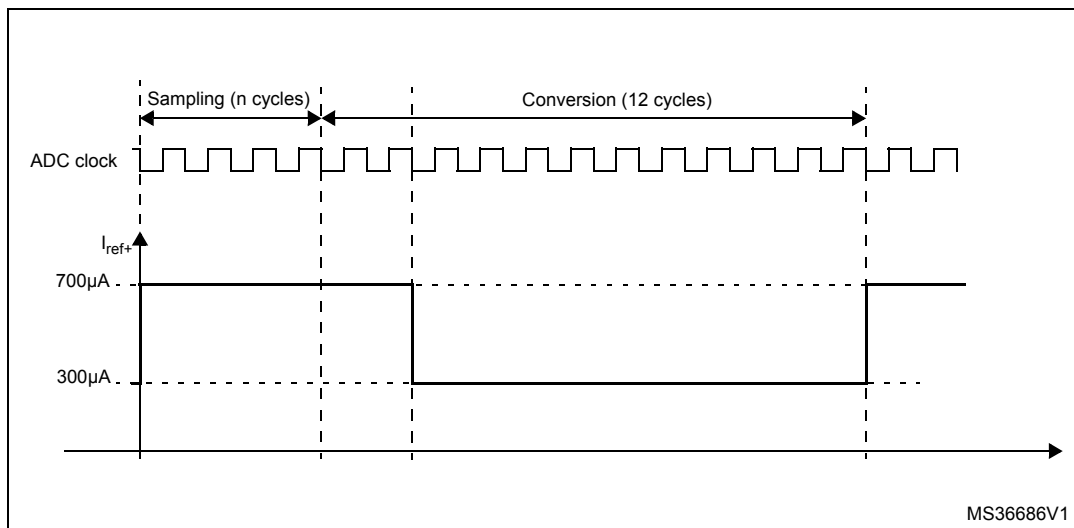 Sampling (n cycles)
Conversion (12 cycles)
ADC clock
Iref+
700µA
300µA
MS36686V1